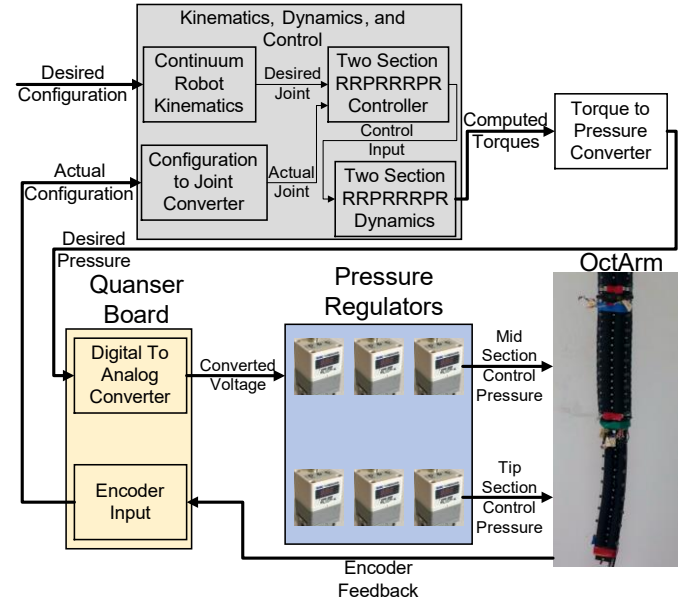 Kinematics, Dynamics, and
Control
Desired
Configuration
Continuum
Robot
Kinematics
Desired
Joint
Two Section
RRPRRRPR
Controller
Control
Input
Computed
Torques
Torque to
Pressure
Converter
Actual
Configuration
Configuration
to Joint
Converter
Actual
Joint
Two Section
RRPRRRPR
Dynamics
Desired
Pressure
Quanser
Board
Pressure
Regulators
OctArm
Digital To
Analog
Converter
Converted
Voltage
Mid
Section
Control
Pressure
Encoder
Input
Tip
Section
Control
Pressure
Encoder
Feedback